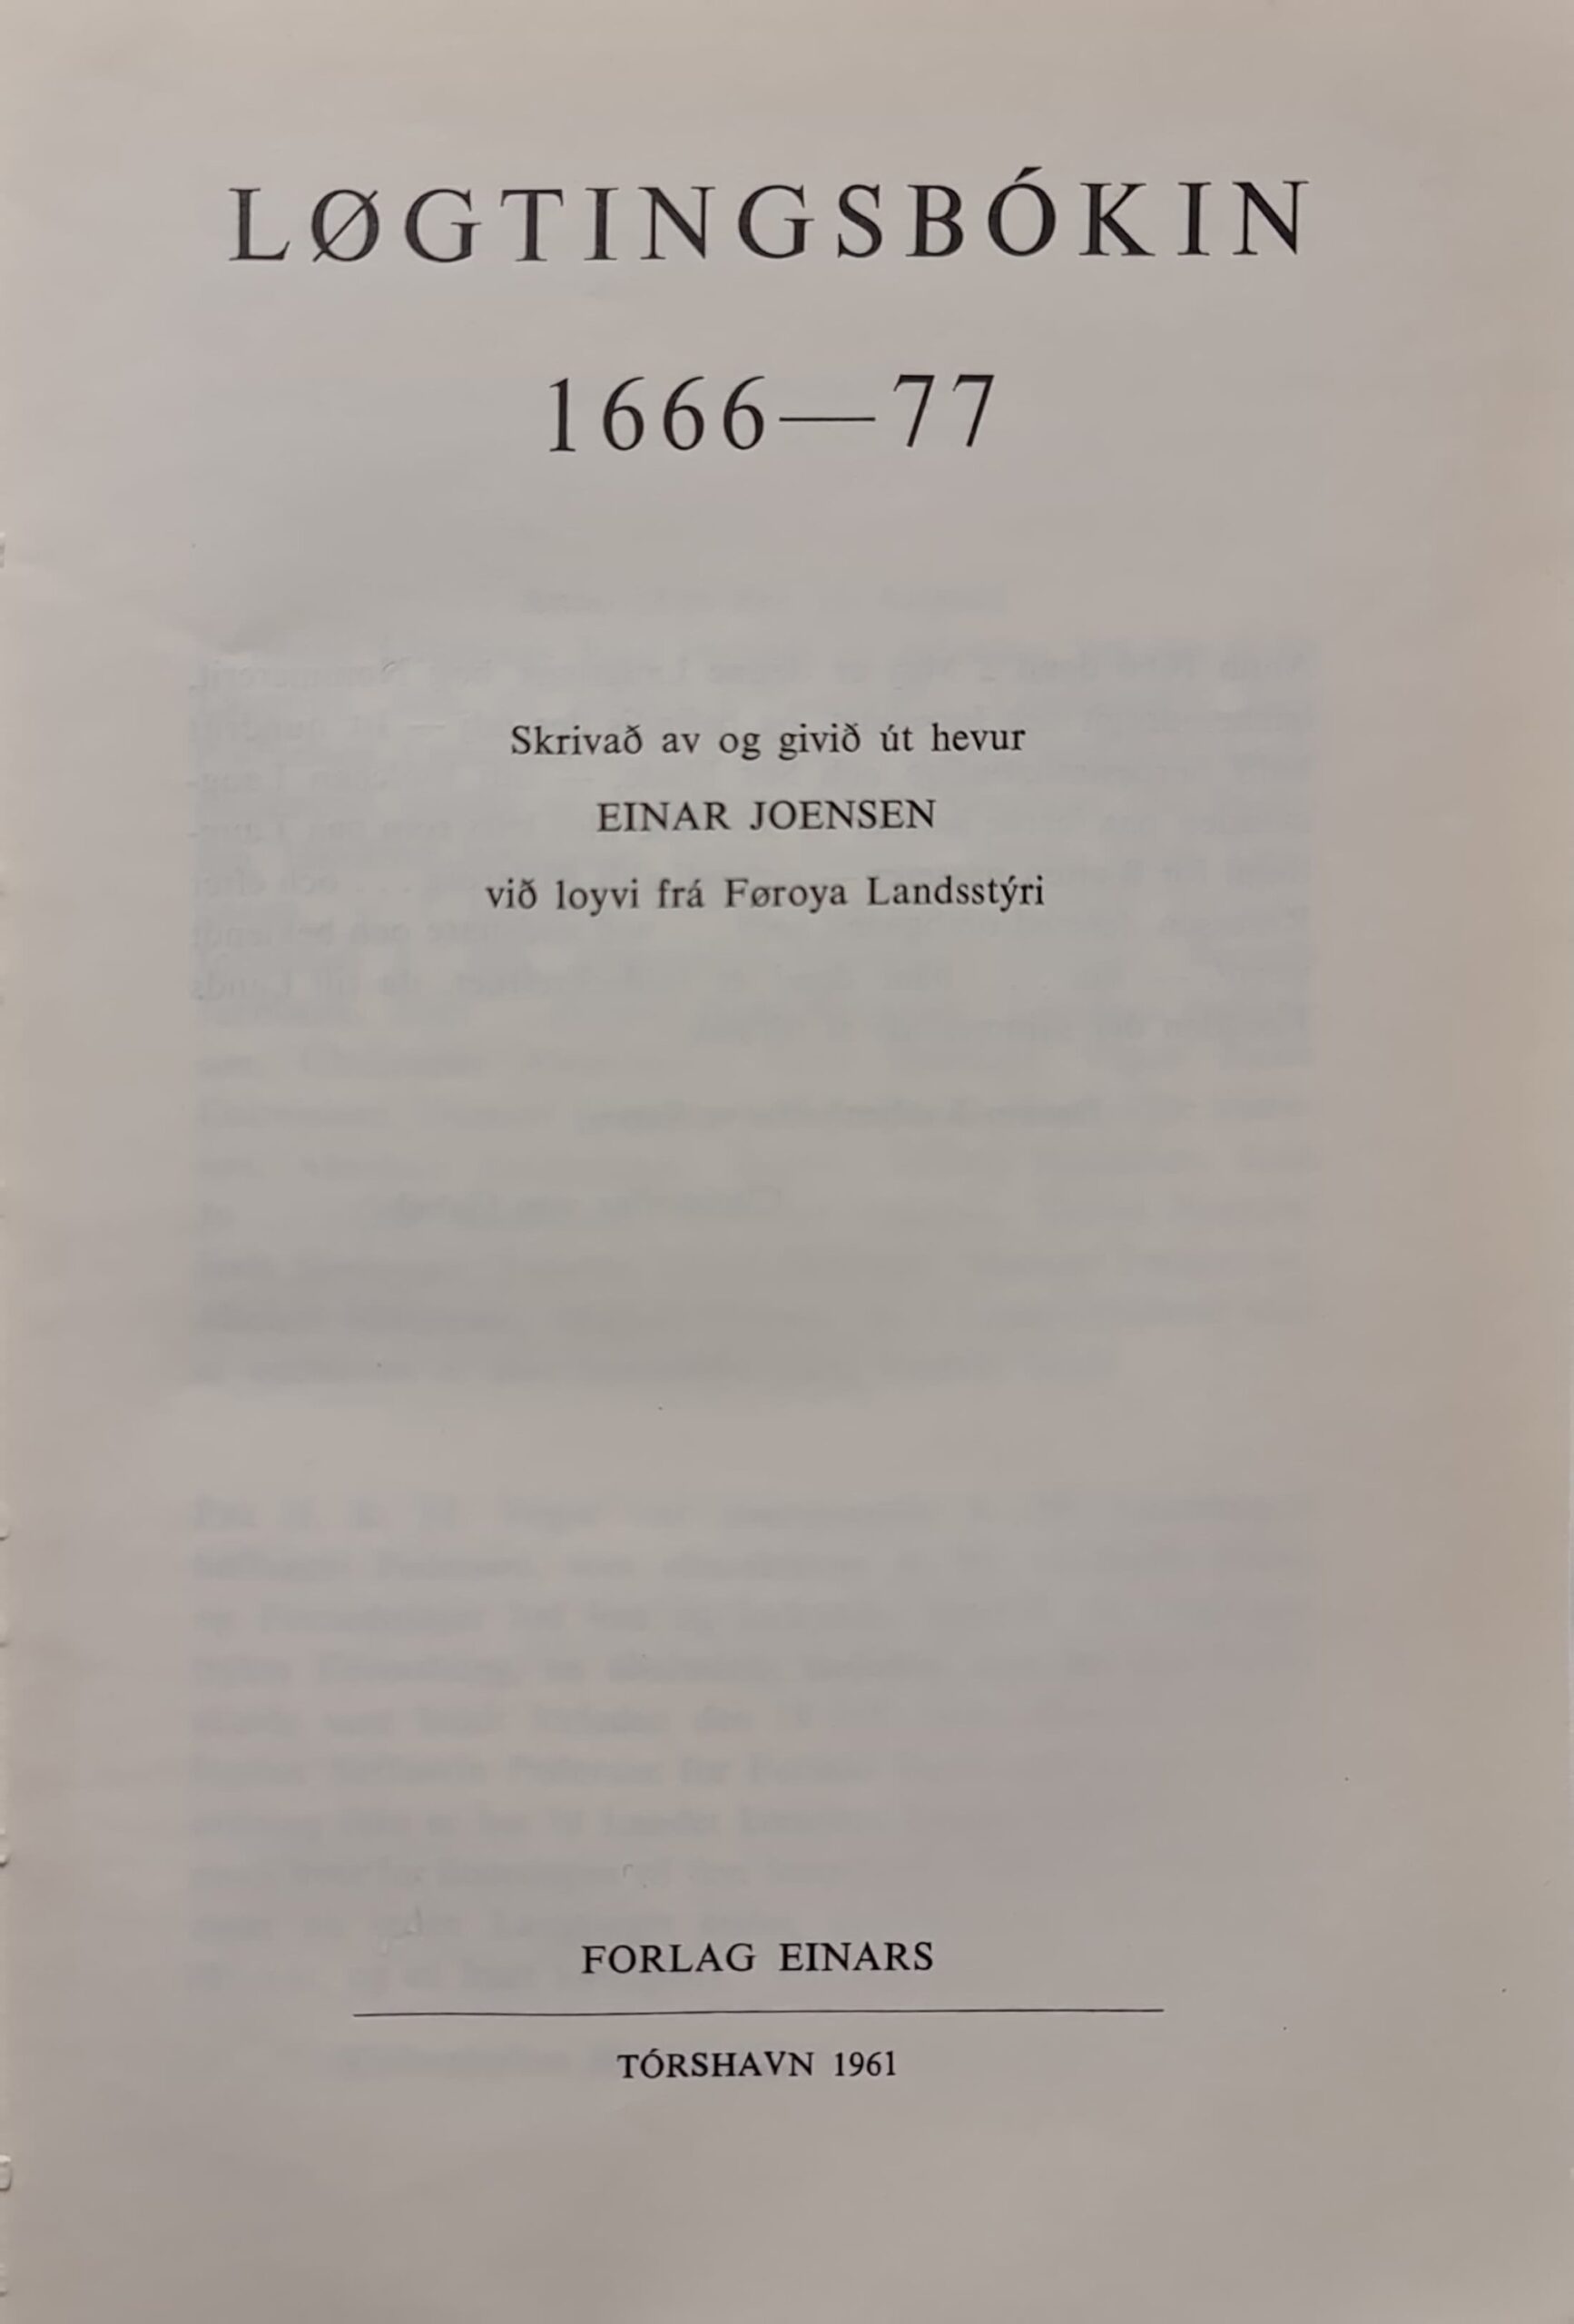 LØGTINGSBÓKIN
1666—77
Skrivað av og givið út hevur
EINAR JOENSEN
við loyvi frá Føroya Landsstýri
FORLAG EINARS
TÓRSHAVN 1961